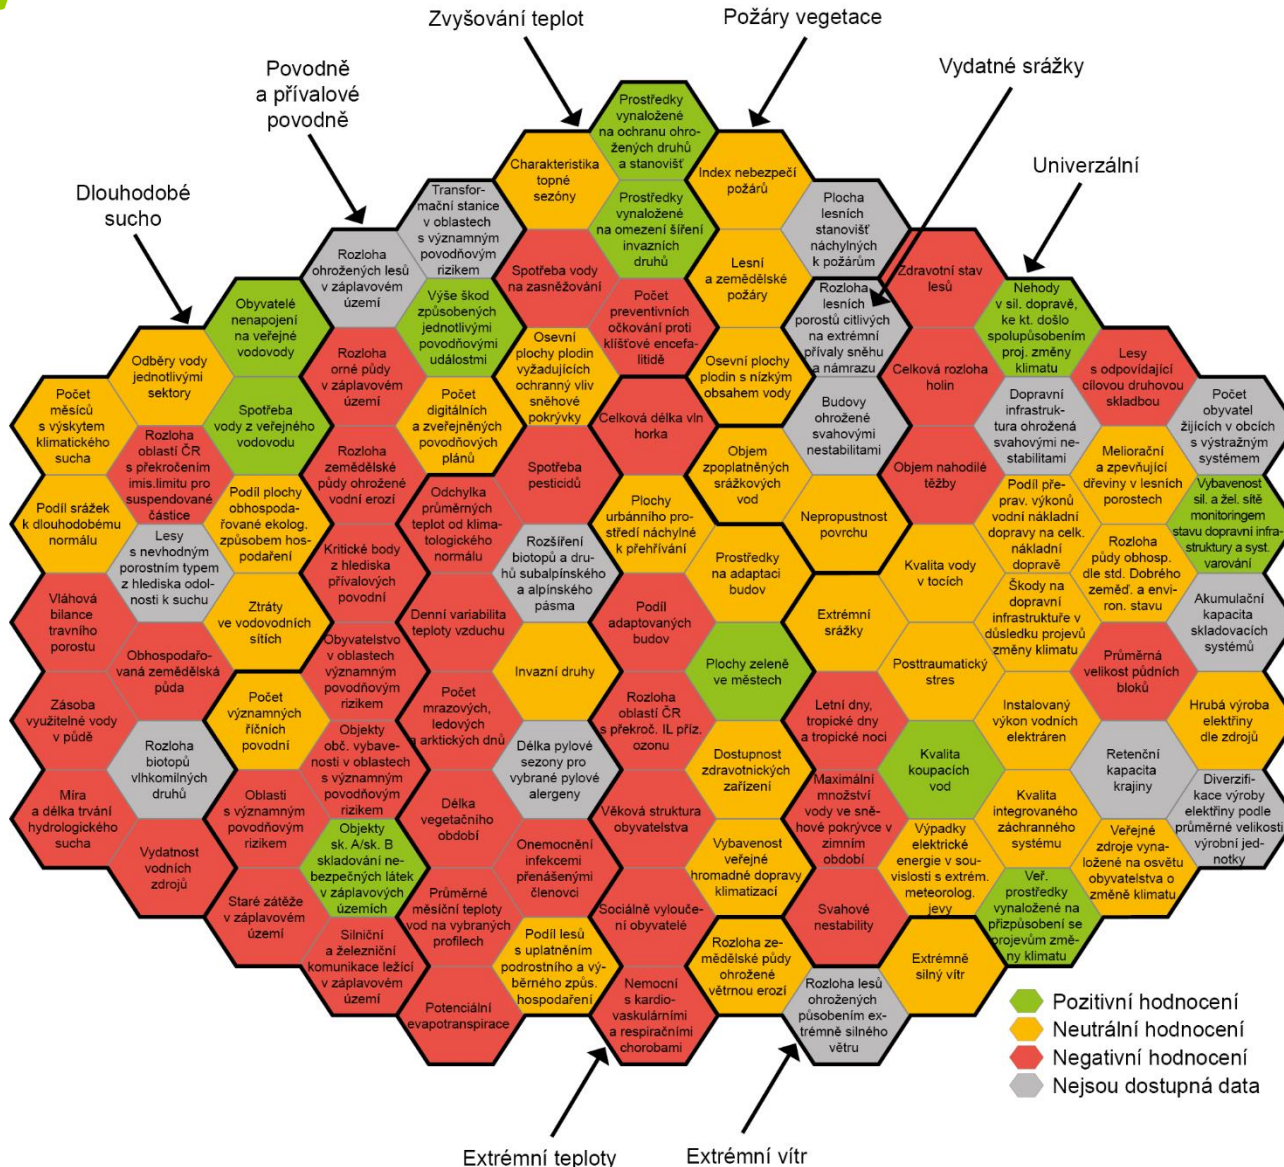 Zvyšování teplot
Požáry vegetace
Vydatné srážky
Povodně
a přívalové
povodně
Univerzální
Dlouhodobé
sucho
Počet
měsíců
s výskytem
klimatického
sucha
Podíl srážek
k dlouhodobému
normálu
Vláhová
bilance
travního
porostu
Zásoba
využitelné vody
v půdě
Míra
a délka trvání
hydrologického
sucha
Odběry vody
jednotlivými
sektory
Rozloha
oblastí ČR
s překročením
imis.limitu pro
suspendované
částice
Lesy
s nevhodným
porostním typem
z hlediska odol-
nosti k suchu
Obhospodařo-
vaná zemědělská
půda
Rozloha
biotopů
vlhkomilných
druhů
Vydatnost
vodních
zdrojů
Obyvatelé
nenapojení
na veřejné
vodovody
Spotřeba
vody z veřejného
vodovodu
Podíl plochy
obhospoda-
řované ekolog.
způsobem hos-
podaření
Ztráty
ve vodovodních
sítích
Počet
významných
říčních
povodní
Oblasti
s významným
povodňovým
rizikem
Staré zátěže
v záplavovém
území
Rozloha
ohrožených lesů
v záplavovém
území
Rozloha
orné půdy
v záplavovém
území
Rozloha
zemědělské
půdy ohrožené
vodní erozí
Kritické body
z hlediska
přívalových
povodní
Obyvatelstvo
v oblastech
významným
povodňovým
rizikem
Objekty
obč. vybave-
nosti v oblastech
s významným
povodňovým
rizikem
Objekty
sk. A/sk. B
skladování ne-
bezpečných látek
v záplavových
územích
Silniční
a železniční
komunikace ležící
v záplavovém
území
Transfor-
mační stanice
v oblastech
s významným
povodňovým
rizikem
Výše škod
způsobených
jednotlivými
povodňovými
událostmi
Počet
digitálních
a zveřejněných
povodňových
plánů
Odchylka
průměrných
teplot od klima-
tologického
normálu
Denní variabilita
teploty vzduchu
Počet
mrazových,
ledových
a arktických dnů
Délka
vegetačního
období
Průměrné
měsíční teploty
vod na vybraných
profilech
Potenciální
evapotranspirace
Charakteristika
topné
sezóny
Spotřeba vody
na zasněžování
Osevní
plochy plodin
vyžadujících
ochranný vliv
sněhové
pokrývky
Spotřeba
pesticidů
Rozšíření
biotopů a dru-
hů subalpínského
a alpínského
pásma
Invazní druhy
Délka pylové
sezony pro
vybrané pylové
alergeny
Onemocnění
infekcemi
přenášenými
členovci
Podíl lesů
s uplatněním
podrostního a vý-
běrného způs.
hospodaření
Prostředky
vynaložené
na ochranu ohro-
žených druhů
a stanovišť
Prostředky
vynaložené
na omezení šíření
invazních
druhů
Počet
preventivních
očkování proti
klíšťové encefa-
litidě
Celková délka vln
horka
Plochy
urbánního pro-
středí náchylné
k přehřívání
Podíl
adaptovaných
budov
Rozloha
oblastí ČR
s překroč. IL příz.
ozonu
Věková struktura
obyvatelstva
Sociálně vylouče-
ní obyvatelé
Nemocní
s kardio-
vaskulárními
a respiračními
chorobami
Index nebezpečí
požárů
Lesní
a zemědělské
požáry
Osevní plochy
plodin s nízkým
obsahem vody
Objem
zpoplatněných
srážkových
vod
Prostředky
na adaptaci
budov
Plochy zeleně
ve městech
Dostupnost
zdravotnických
zařízení
Vybavenost
veřejné
hromadné dopravy
klimatizací
Rozloha ze-
mědělské půdy
ohrožené
větrnou erozí
Plocha
lesních
stanovišť
náchylných
k požárům
Rozloha
lesních
porostů citlivých
na extrémní
přívaly sněhu
a námrazu
Budovy
ohrožené
svahovými
nestabilitami
Nepropustnost
povrchu
Extrémní
srážky
Letní dny,
tropické dny
a tropické noci
Maximální
množství
vody ve sně-
hové pokrývce v
zimním
období
Svahové
nestability
Rozloha lesů
ohrožených
působením ex-
trémně silného
větru
Zdravotní stav
lesů
Celková rozloha
holin
Objem nahodilé
těžby
Kvalita vody
v tocích
Posttraumatický
stres
Kvalita
koupacích
vod
Výpadky
elektrické
energie v sou-
vislosti s extrém.
meteorolog.
jevy
Extrémně
silný vítr
Nehody
v sil. dopravě,
ke kt. došlo
spolupůsobením
proj. změny
klimatu
Dopravní
infrastruk-
tura ohrožená
svahovými ne-
stabilitami
Podíl pře-
prav. výkonů
vodní nákladní
dopravy na celk.
nákladní
dopravě
Škody na
dopravní
infrastruktuře v
důsledku projevů
změny klimatu
Instalovaný
výkon vodních
elektráren
Kvalita
integrovaného
záchranného
systému
Veř.
prostředky
vynaložené na
přizpůsobení se
projevům změ-
ny klimatu
Lesy
s odpovídající
cílovou druhovou
skladbou
Meliorační
a zpevňující
dřeviny v lesních
porostech
Rozloha
půdy obhosp.
dle std. Dobrého
zeměd. a envi-
ron. stavu
Průměrná
velikost půdních
bloků
Retenční
kapacita
krajiny
Veřejné
zdroje vyna-
ložené na osvětu
obyvatelstva o
změně klimatu
Počet
obyvatel
žijících v obcích
s výstražným
systémem
Vybavenost
sil. a žel. sítě
monitoringem
stavu dopravní infra-
struktury a syst.
varování
Akumulační
kapacita
skladovacích
systémů
Hrubá výroba
elektřiny
dle zdrojů
Diverzifi-
kace výroby
elektřiny podle
průměrné velikosti
výrobní jed-
notky
Pozitivní hodnocení
Neutrální hodnocení
Negativní hodnocení
Nejsou dostupná data
Extrémní teploty
Extrémní vítr